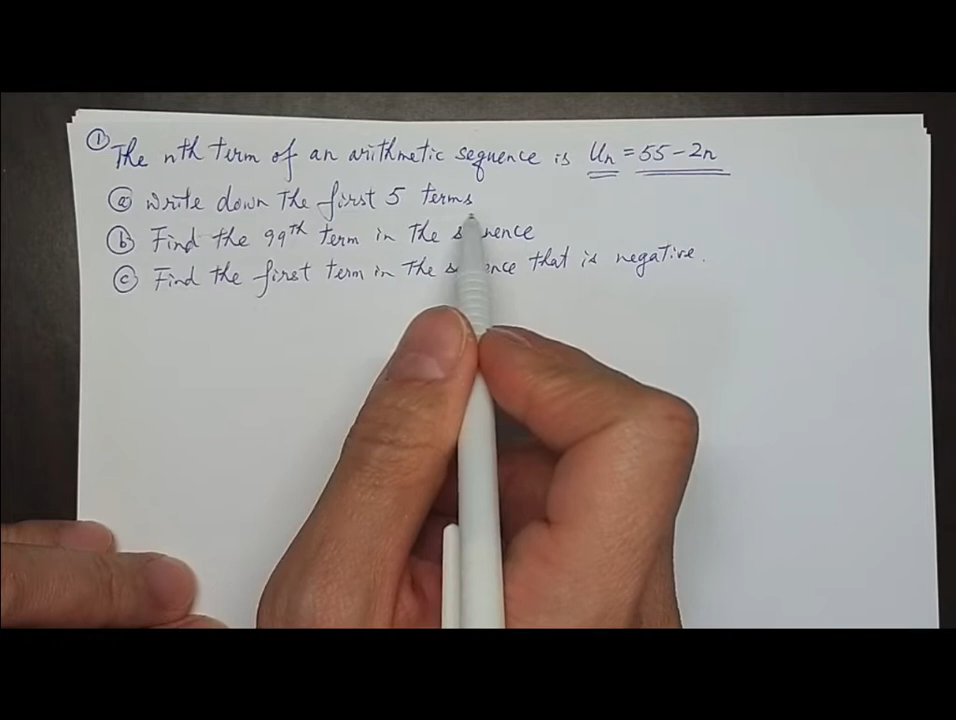 ① The nth term of an arithmetic sequence is Un = 55 - 2n
ⓐ Write down the first 5 terms
ⓑ Find the 99th term in the
ⓒ Find the first term in the that is negative.